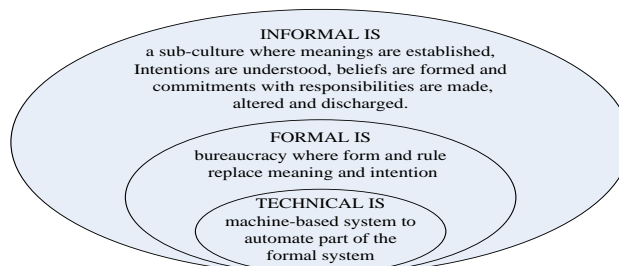 INFORMAL IS
a sub-culture where meanings are established,
Intentions are understood, beliefs are formed and
commitments with responsibilities are made,
altered and discharged.
FORMAL IS
bureaucracy where form and rule
replace meaning and intention
TECHNICAL IS
machine-based system to
automate part of the
formal system